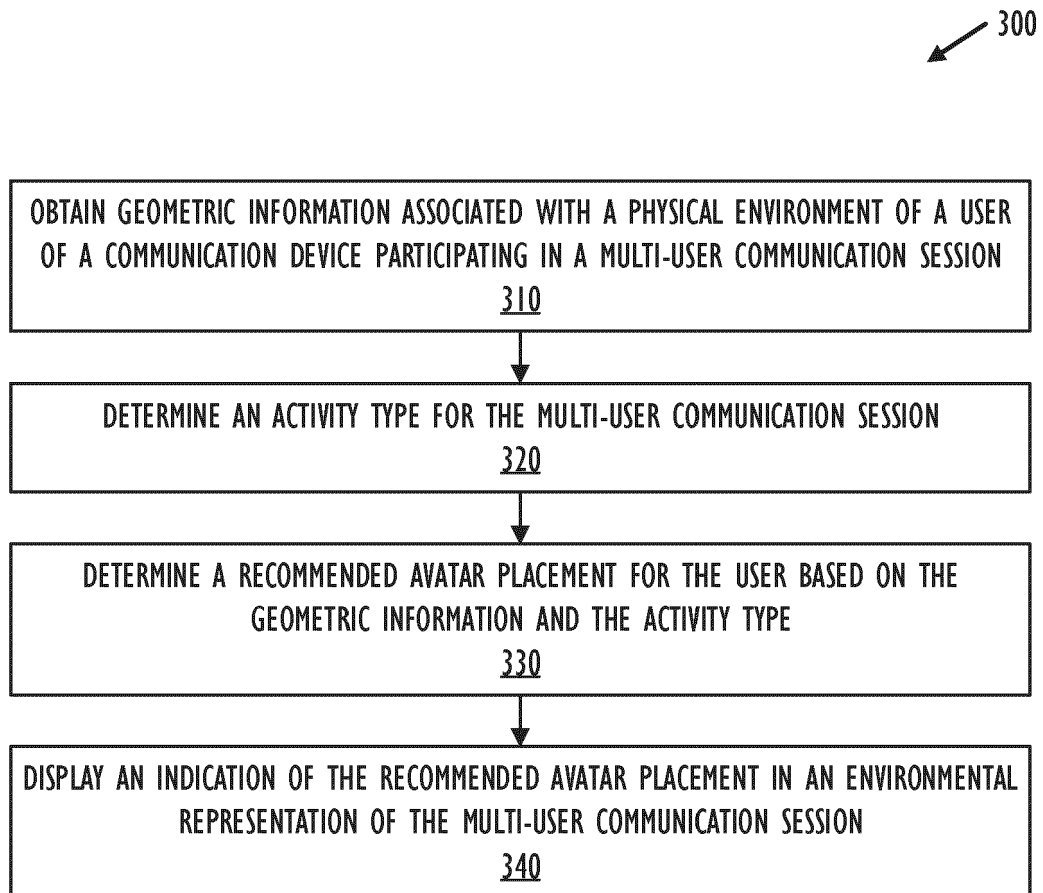 300
OBTAIN GEOMETRIC INFORMATION ASSOCIATED WITH A PHYSICAL ENVIRONMENT OF A USER
OF A COMMUNICATION DEVICE PARTICIPATING IN A MULTI-USER COMMUNICATION SESSION
310
DETERMINE AN ACTIVITY TYPE FOR THE MULTI-USER COMMUNICATION SESSION
320
DETERMINE A RECOMMENDED AVATAR PLACEMENT FOR THE USER BASED ON THE
GEOMETRIC INFORMATION AND THE ACTIVITY TYPE
330
DISPLAY AN INDICATION OF THE RECOMMENDED AVATAR PLACEMENT IN AN ENVIRONMENTAL
REPRESENTATION OF THE MULTI-USER COMMUNICATION SESSION
340